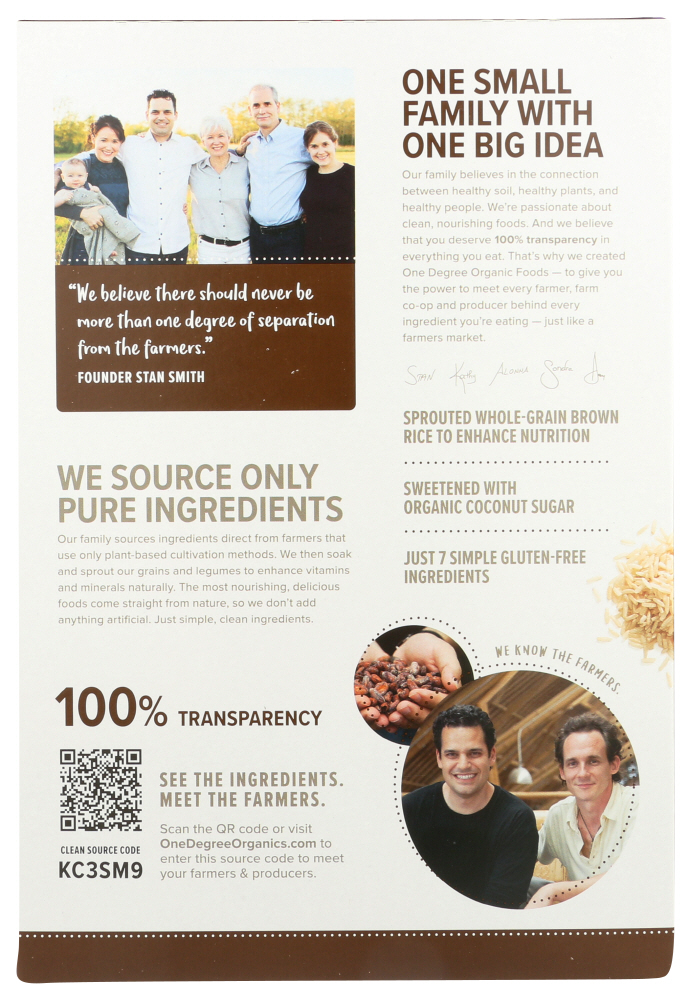 ONE SMALL
FAMILY WITH
ONE BIG IDEA
Our family believes in the connection
between healthy soil, healthy plants, and
healthy people. We're passionate about
clean, nourishing foods. And we believe
that you deserve 100% transparency in
everything you eat. That's why we created
One Degree Organic Foods — to give you
the power to meet every farmer, farm
co-op and producer behind every
ingredient you're eating — just like a
farmers market.
Stan Kathy Alonna Sondra
"We believe there should never be
more than one degree of separation
from the farmers."
FOUNDER STAN SMITH
SPROUTED WHOLE-GRAIN BROWN
RICE TO ENHANCE NUTRITION
SWEETENED WITH
ORGANIC COCONUT SUGAR
JUST 7 SIMPLE GLUTEN-FREE
INGREDIENTS
WE SOURCE ONLY
PURE INGREDIENTS
Our family sources ingredients direct from farmers that
use only plant-based cultivation methods. We then soak
and sprout our grains and legumes to enhance vitamins
and minerals naturally. The most nourishing, delicious
foods come straight from nature, so we don't add
anything artificial. Just simple, clean ingredients.
WE KNOW THE FARMERS.
100% TRANSPARENCY
SEE THE INGREDIENTS.
MEET THE FARMERS.
Scan the QR code or visit
OneDegreeOrganics.com to
enter this source code to meet
your farmers & producers.
CLEAN SOURCE CODE
KC3SM9